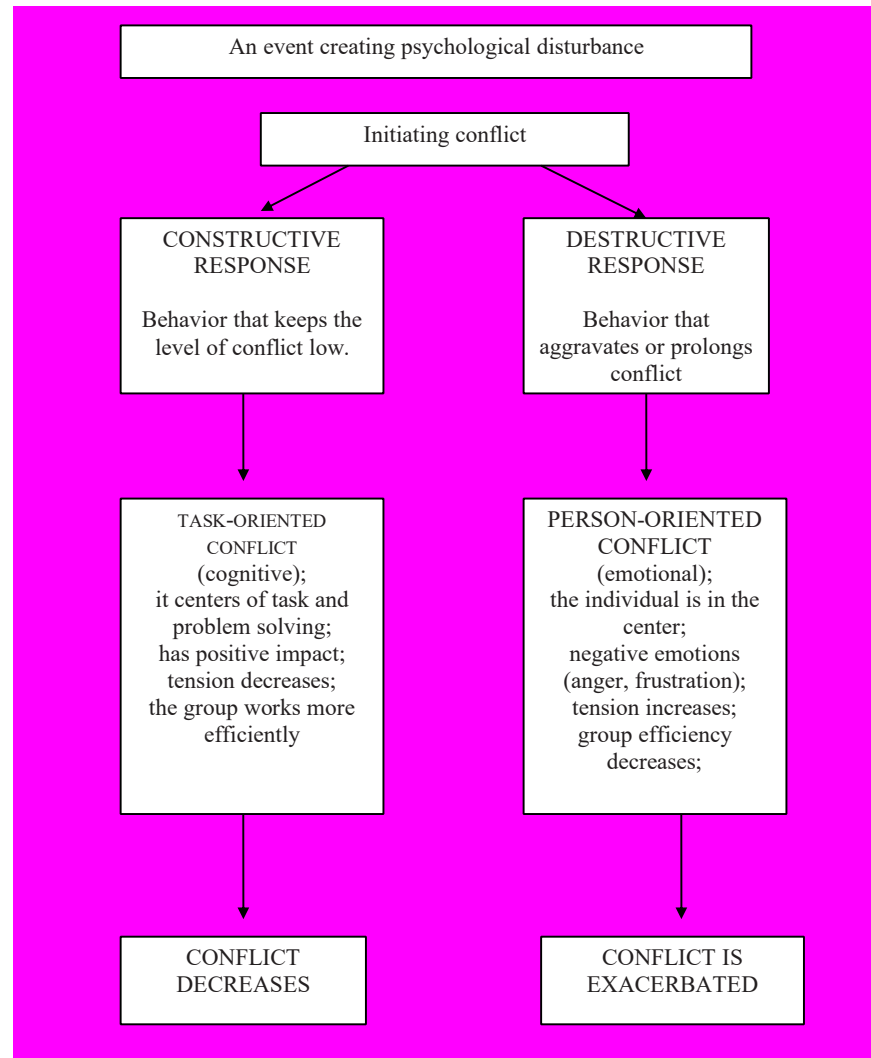 An event creating psychological disturbance
Initiating conflict
CONSTRUCTIVE
RESPONSE
Behavior that keeps the
level of conflict low.
DESTRUCTIVE
RESPONSE
Behavior that
aggravates or prolongs
conflict
TASK-ORIENTED
CONFLICT
(cognitive);
it centers of task and
problem solving;
has positive impact;
tension decreases;
the group works more
efficiently
PERSON-ORIENTED
CONFLICT
(emotional);
the individual is in the
center;
negative emotions
(anger, frustration);
tension increases;
group efficiency
decreases;
CONFLICT
DECREASES
CONFLICT IS
EXACERBATED